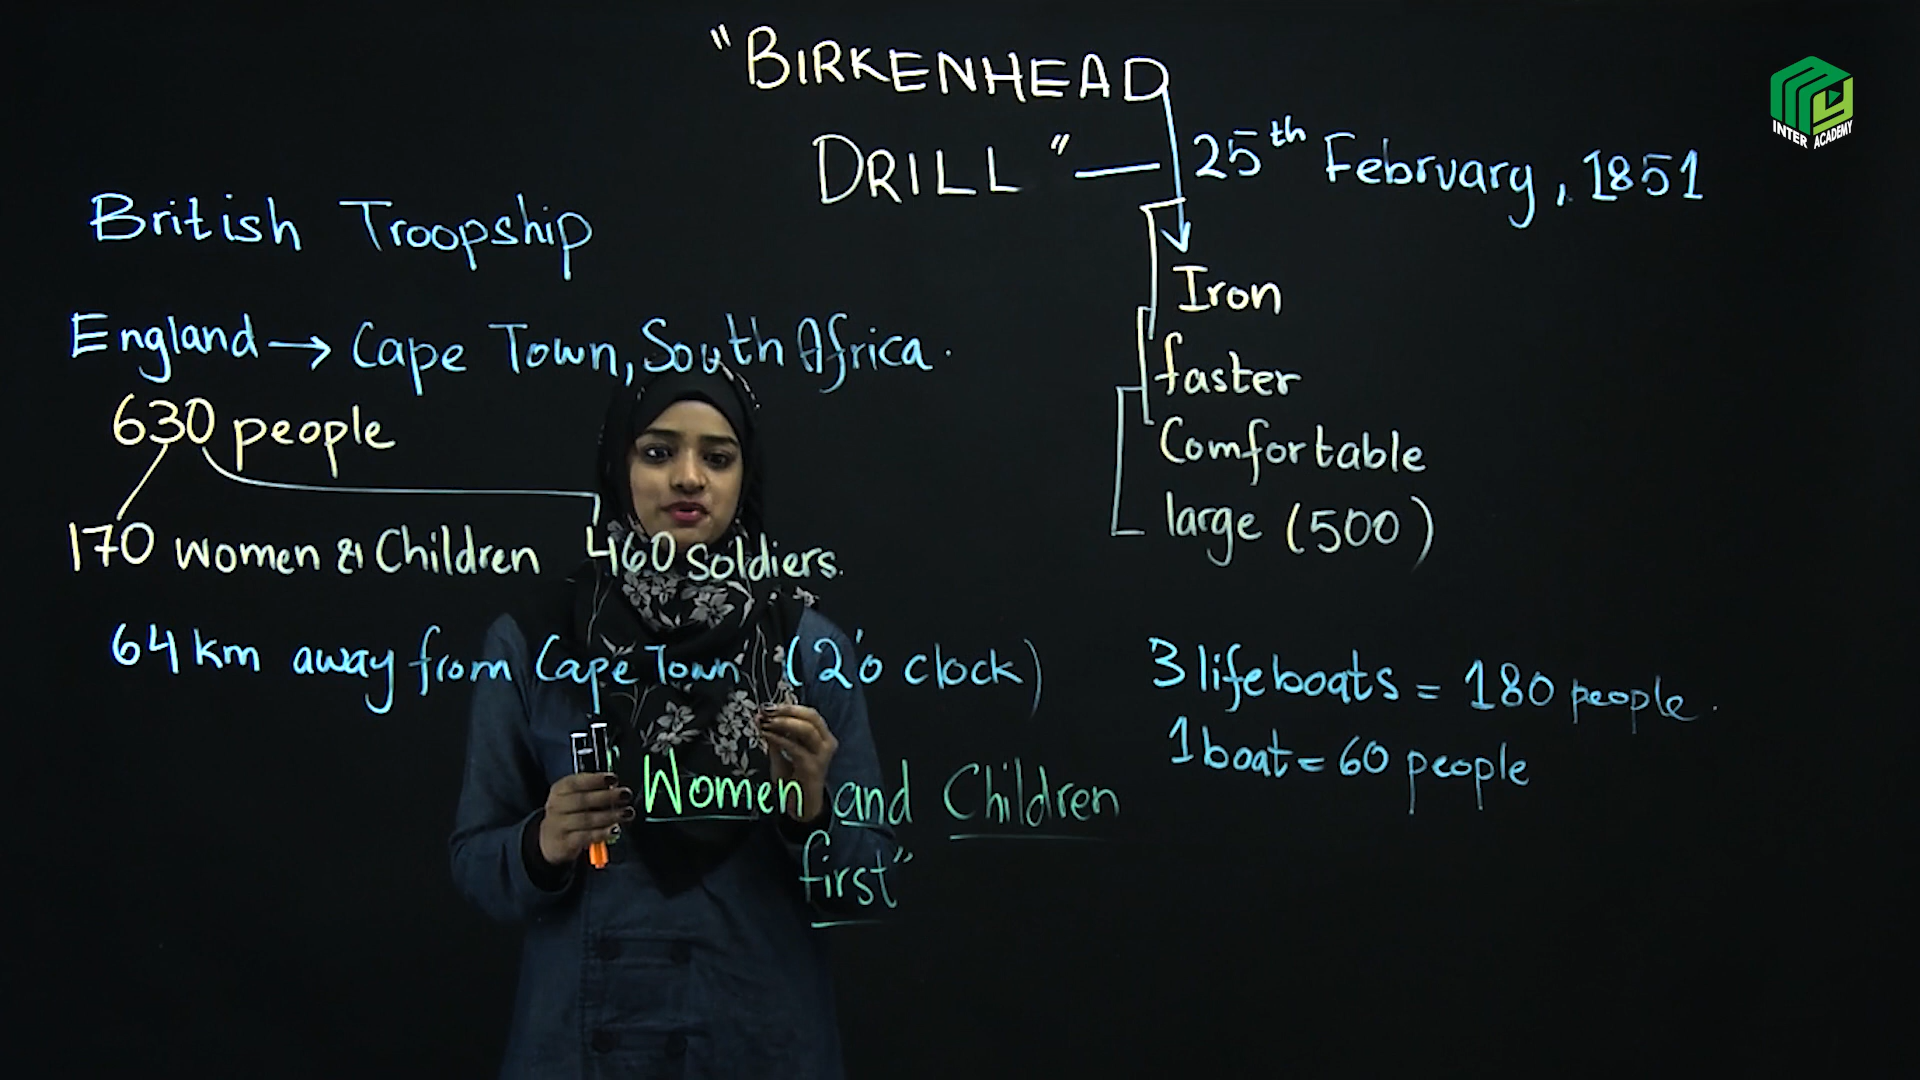 "BIRKENHEAD
DRILL" — 25th February, 1851
British Troopship
England → Cape Town, South Africa.
630 people
170 women & Children 460 Soldiers.
64 km away from Cape Town (2'o clock)
"Women and Children
first"
Iron
faster
Comfortable
large (500)
3 lifeboats = 180 people.
1 boat = 60 people
MY
INTER ACADEMY